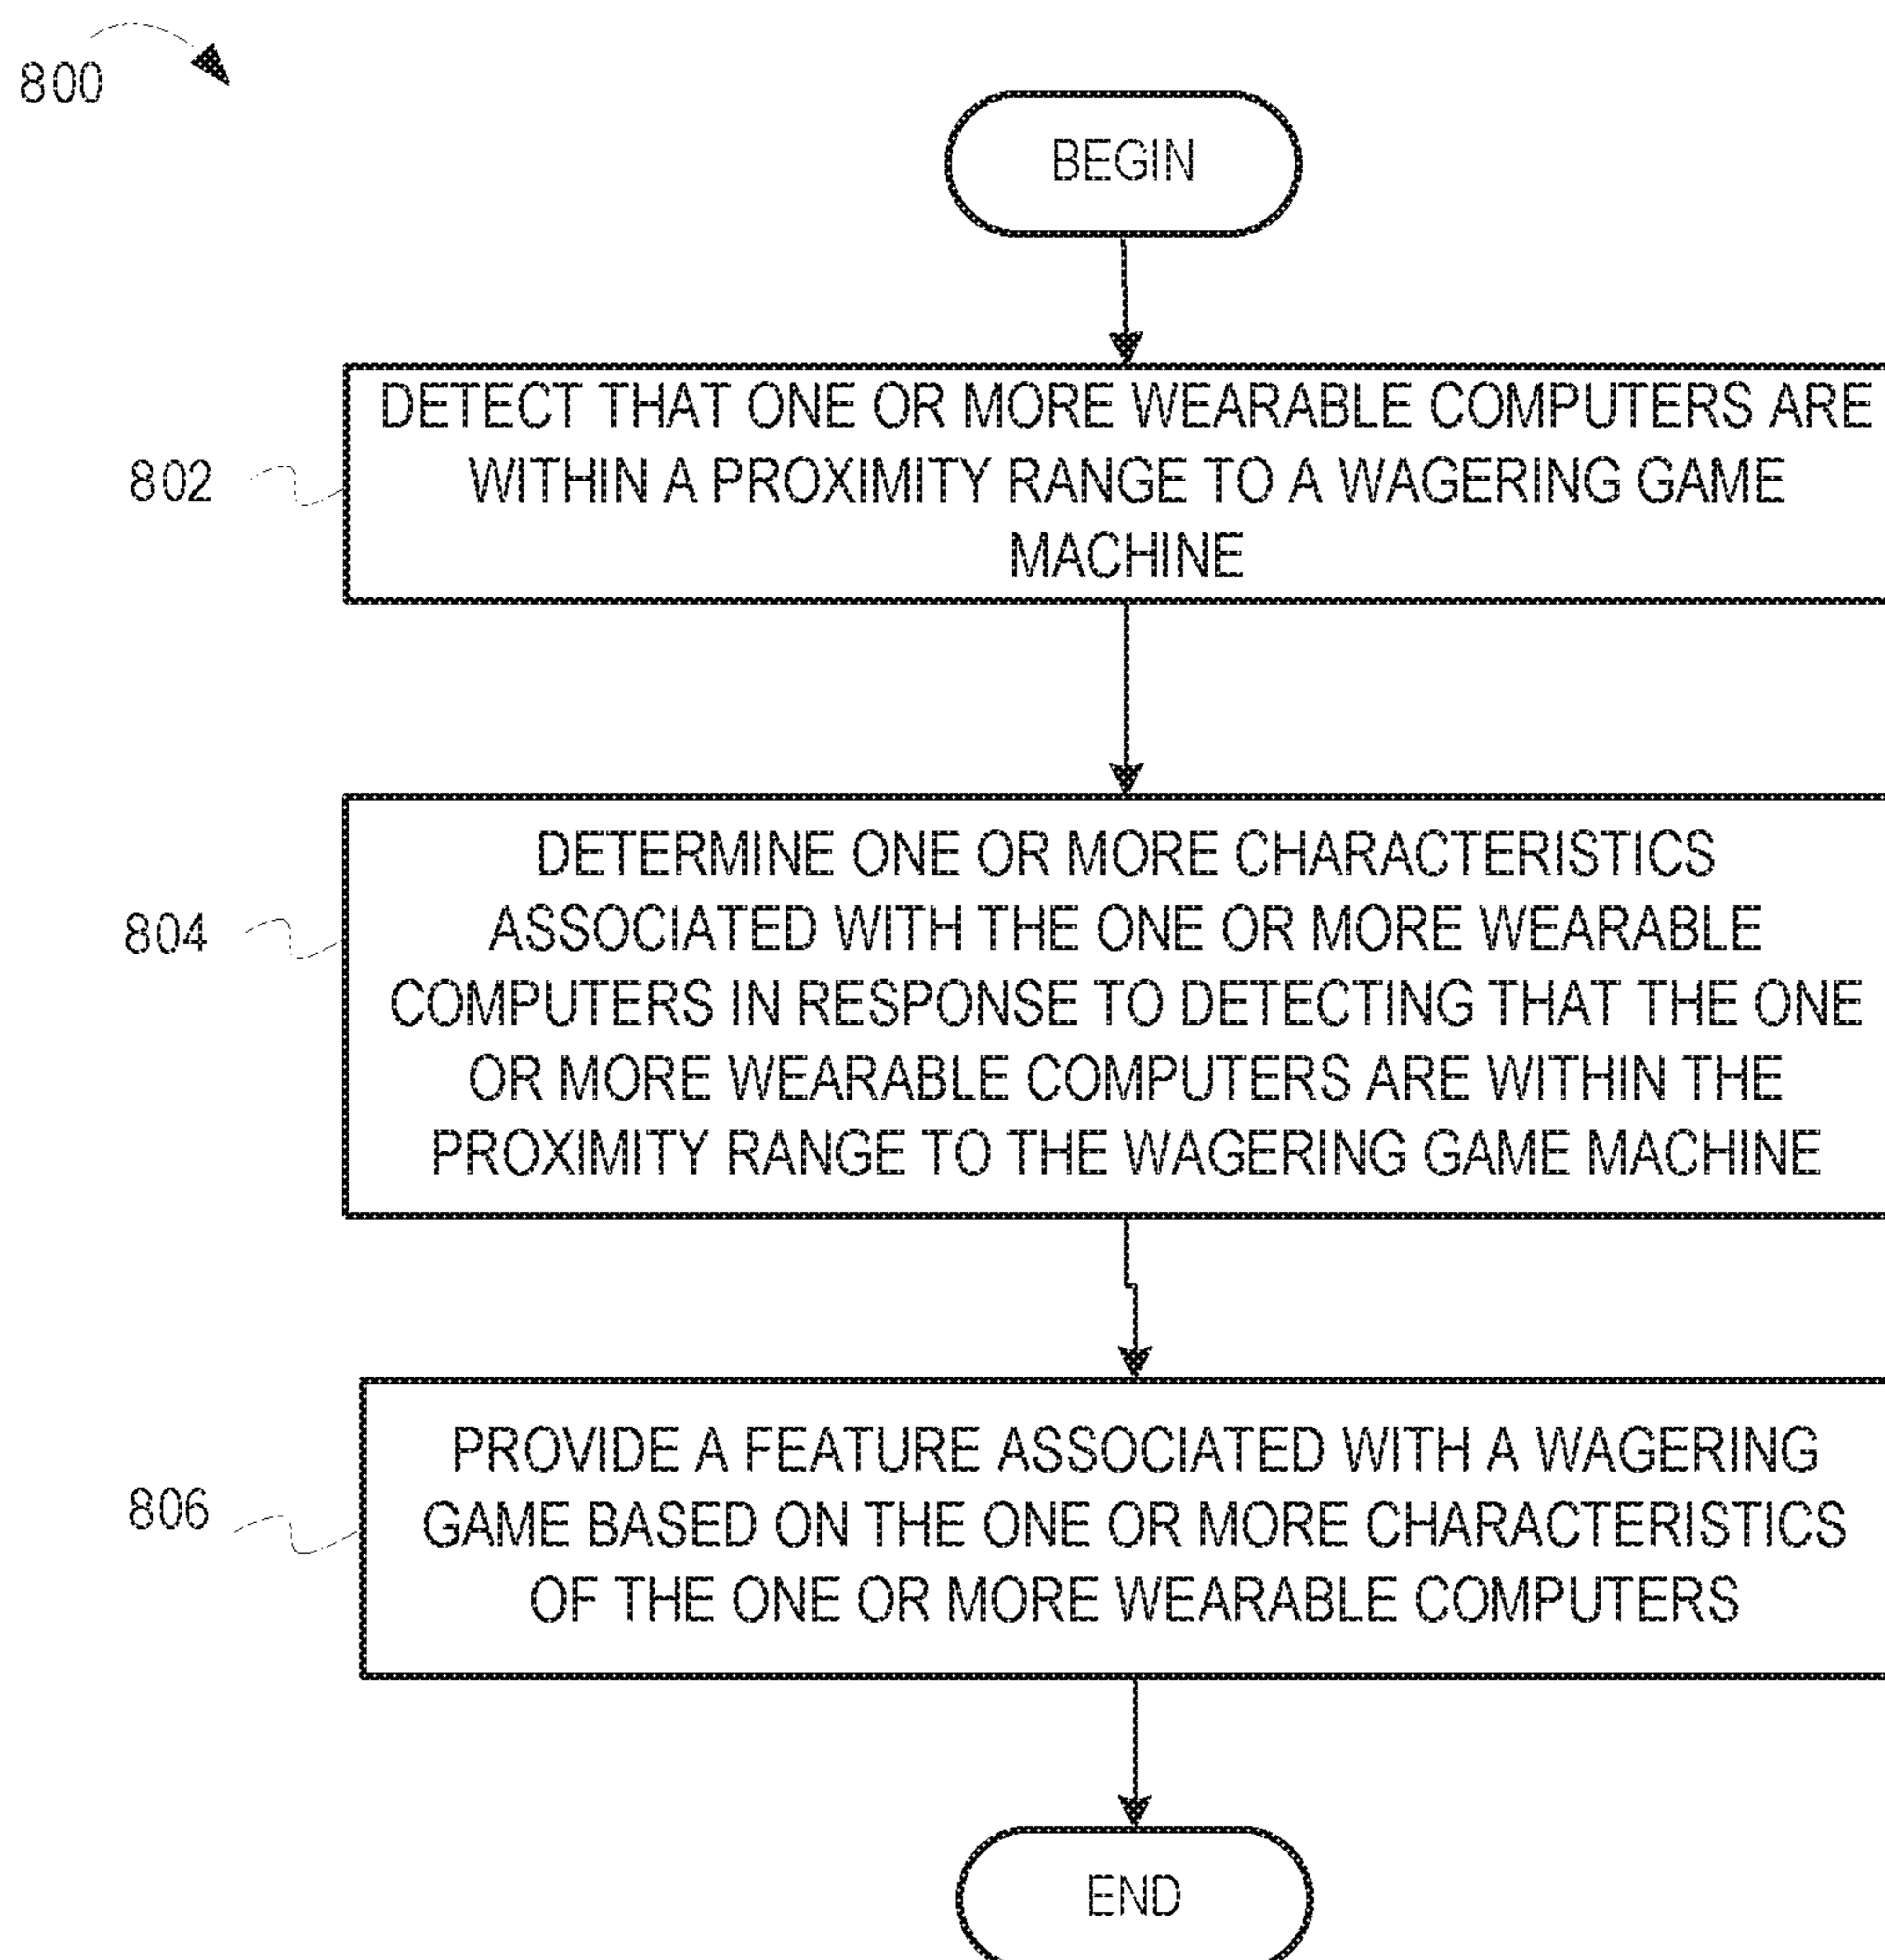 800
BEGIN
802
DETECT THAT ONE OR MORE WEARABLE COMPUTERS ARE
WITHIN A PROXIMITY RANGE TO A WAGERING GAME
MACHINE
804
DETERMINE ONE OR MORE CHARACTERISTICS
ASSOCIATED WITH THE ONE OR MORE WEARABLE
COMPUTERS IN RESPONSE TO DETECTING THAT THE ONE
OR MORE WEARABLE COMPUTERS ARE WITHIN THE
PROXIMITY RANGE TO THE WAGERING GAME MACHINE
806
PROVIDE A FEATURE ASSOCIATED WITH A WAGERING
GAME BASED ON THE ONE OR MORE CHARACTERISTICS
OF THE ONE OR MORE WEARABLE COMPUTERS
END